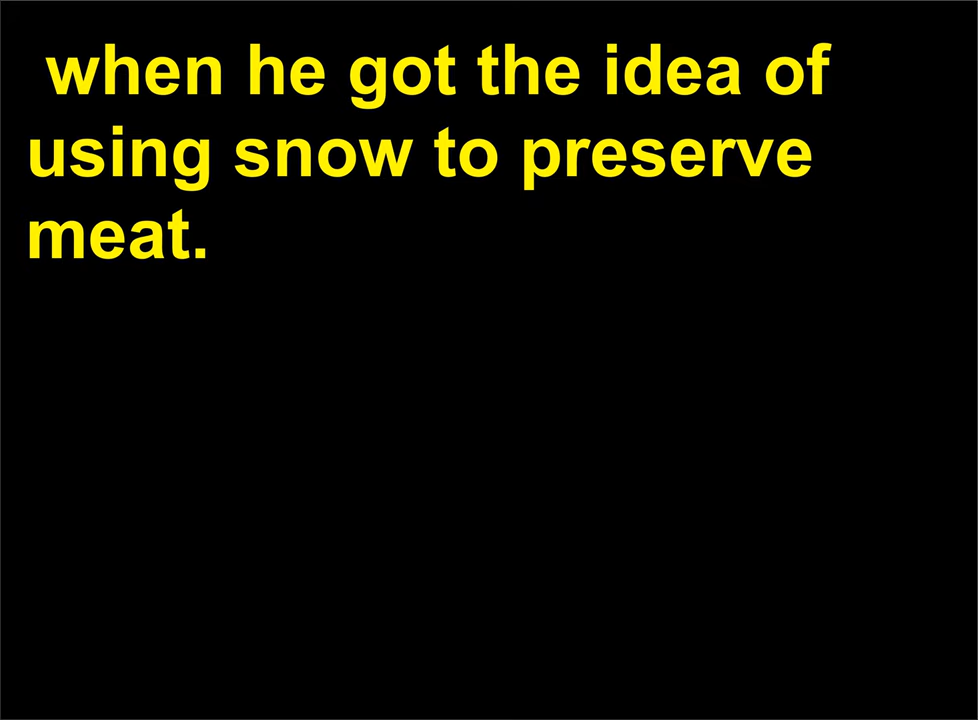 when he got the idea of
using snow to preserve
meat.